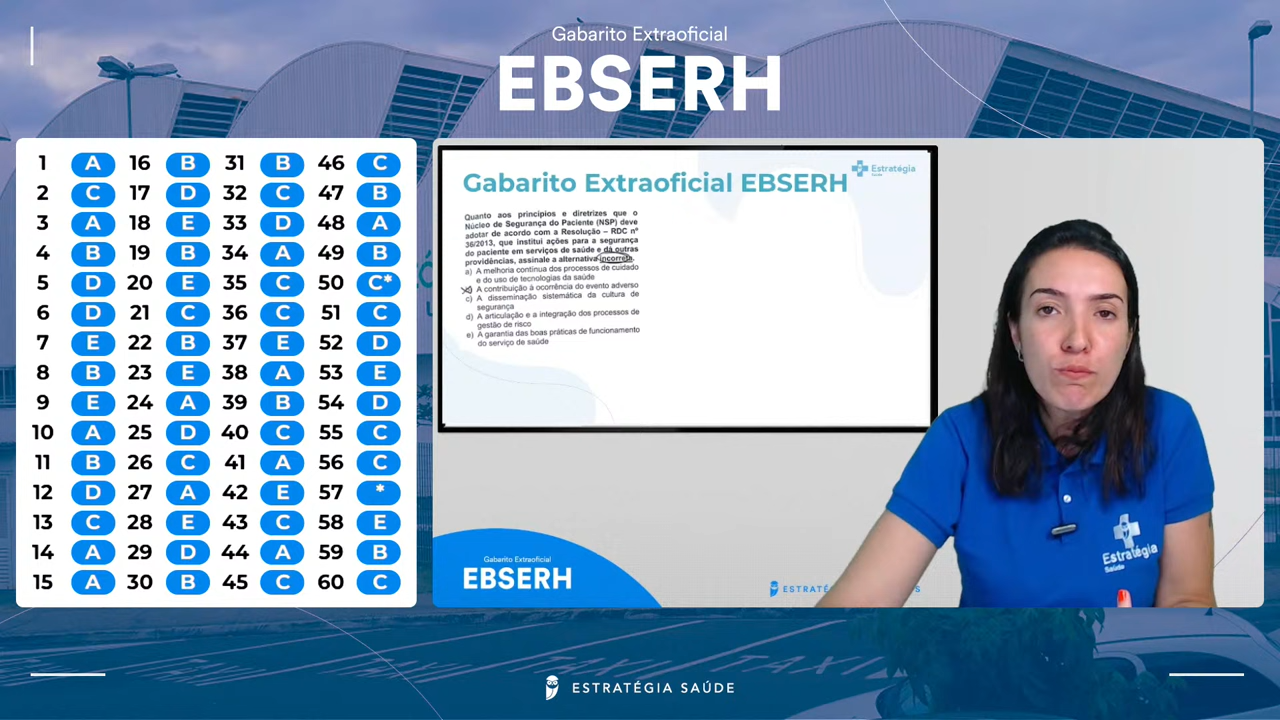 Gabarito Extraoficial
EBSERH
1 A 16 B 31 B 46 C
2 C 17 D 32 C 47 B
3 A 18 E 33 D 48 A
4 B 19 B 34 A 49 B
5 D 20 E 35 C 50 C*
6 D 21 C 36 C 51 C
7 E 22 B 37 E 52 D
8 B 23 E 38 A 53 E
9 E 24 A 39 B 54 D
10 A 25 D 40 C 55 C
11 B 26 C 41 A 56 C
12 D 27 A 42 E 57 *
13 C 28 E 43 C 58 E
14 A 29 D 44 A 59 B
15 A 30 B 45 C 60 C
Estratégia
Saúde
Gabarito Extraoficial EBSERH
Quanto aos princípios e diretrizes que o
Núcleo de Segurança do Paciente (NSP) deve
adotar de acordo com a Resolução – RDC nº
36/2013, que institui ações para a segurança
do paciente em serviços de saúde e dá outras
providências, assinale a alternativa incorreta.
a) A melhoria contínua dos processos de cuidado
e do uso de tecnologias da saúde
A contribuição à ocorrência do evento adverso
c) A disseminação sistemática da cultura de
segurança
d) A articulação e a integração dos processos de
gestão de risco
e) A garantia das boas práticas de funcionamento
do serviço de saúde
Estratégia
Saúde
Gabarito Extraoficial
EBSERH
ESTRATÉ
S
ESTRATÉGIA SAÚDE